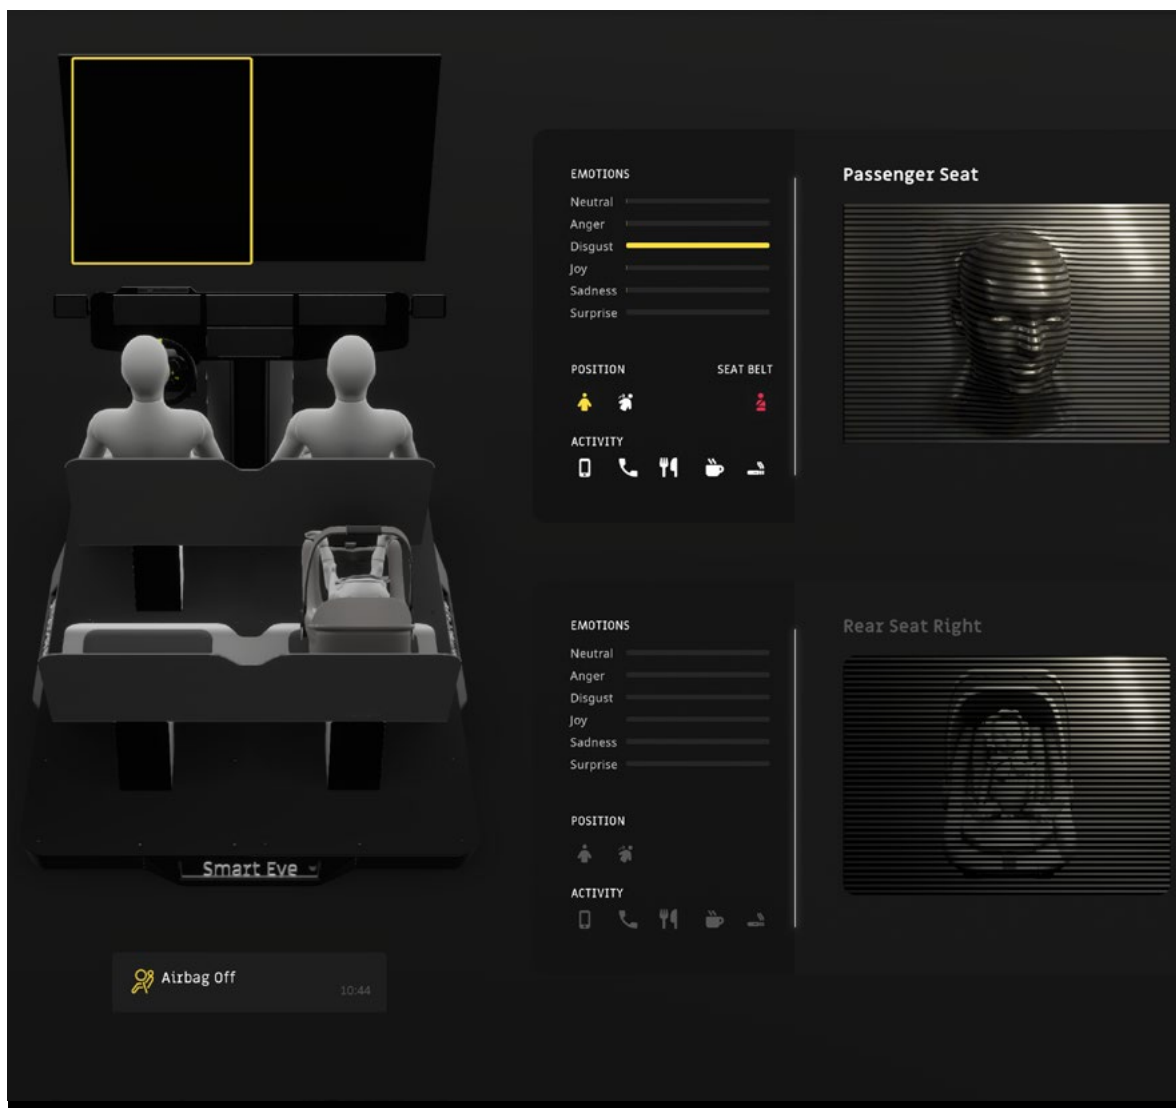 EMOTIONS
Neutral
Anger
Disgust
Joy
Sadness
Surprise
POSITION
SEAT BELT
ACTIVITY
Passenger Seat
EMOTIONS
Neutral
Anger
Disgust
Joy
Sadness
Surprise
POSITION
ACTIVITY
Rear Seat Right
Smart Eye
Airbag Off
10:44